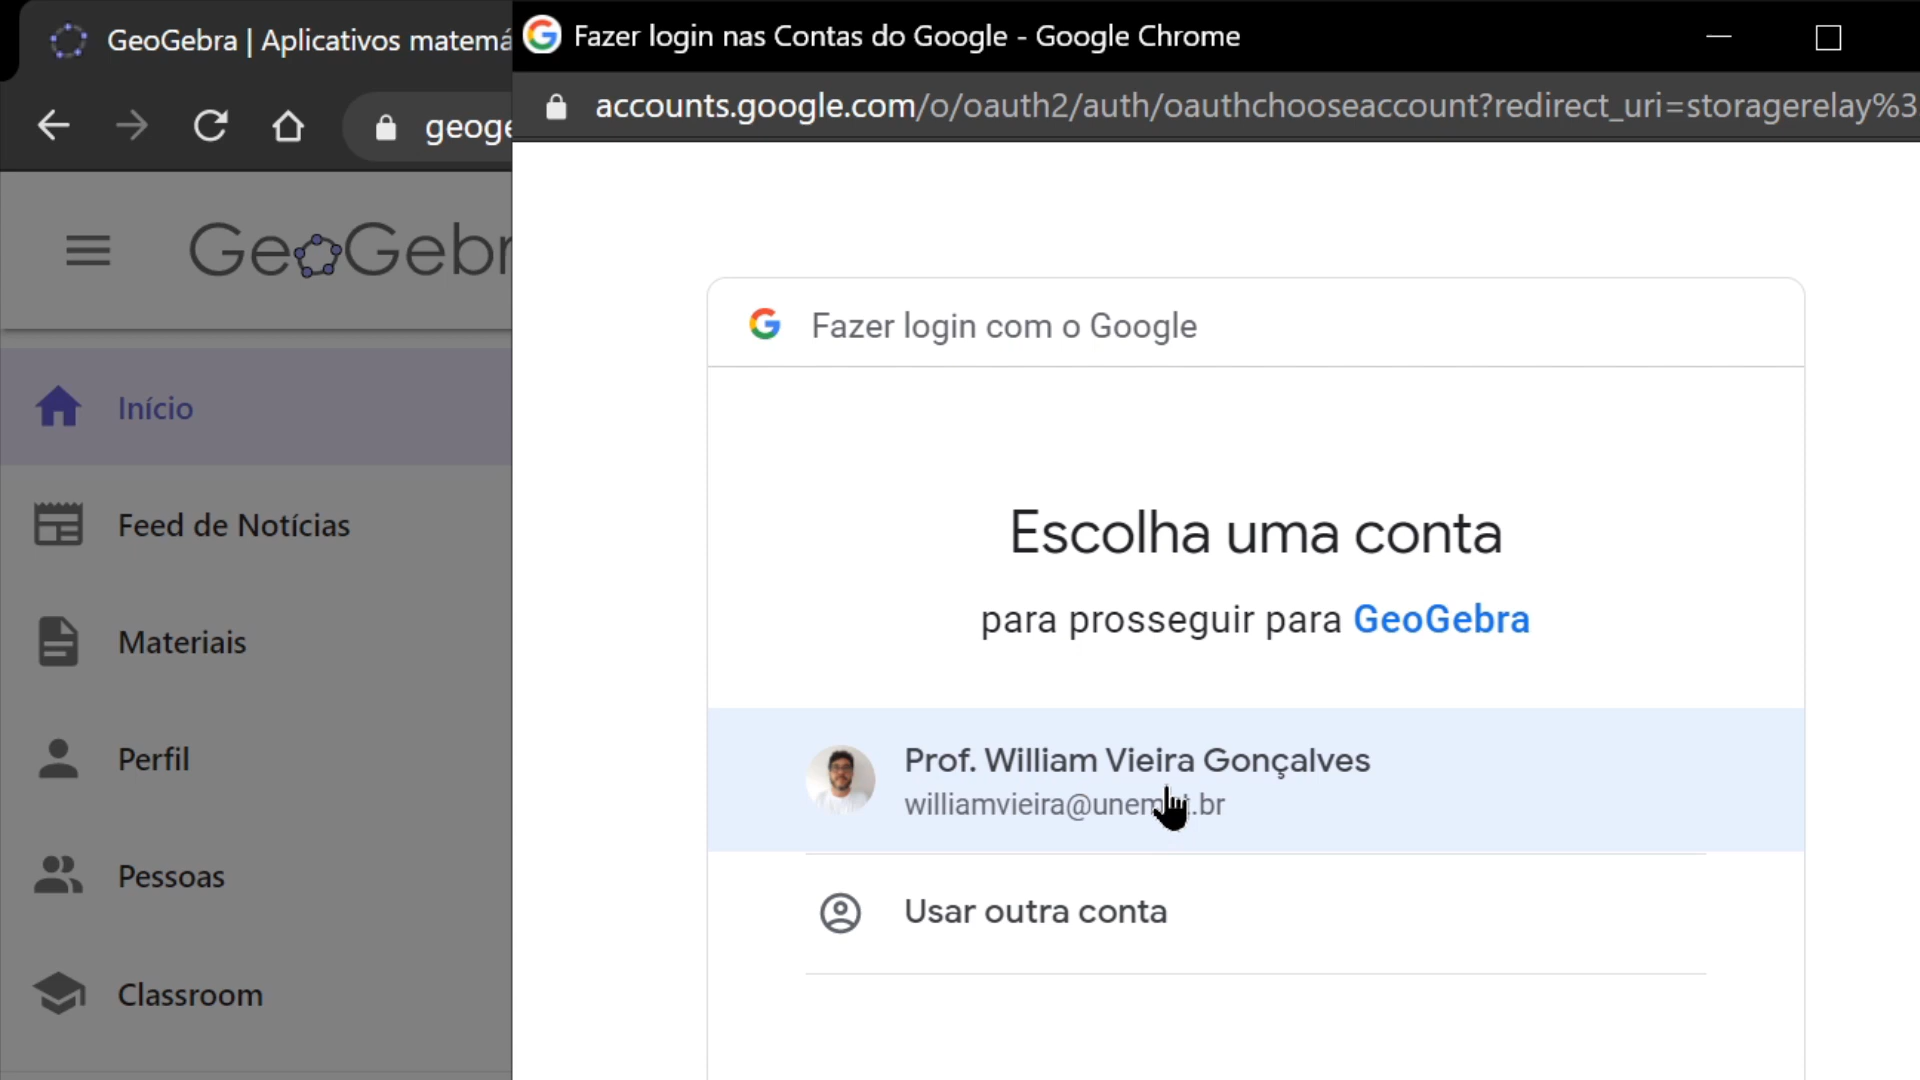 GeoGebra | Aplicativos matemá
Fazer login nas Contas do Google - Google Chrome
geoge
accounts.google.com/o/oauth2/auth/oauthchooseaccount?redirect_uri=storagerelay%3
GeoGebr
Início
Feed de Notícias
Materiais
Perfil
Pessoas
Classroom
Fazer login com o Google
Escolha uma conta
para prosseguir para GeoGebra
Prof. William Vieira Gonçalves
Usar outra conta